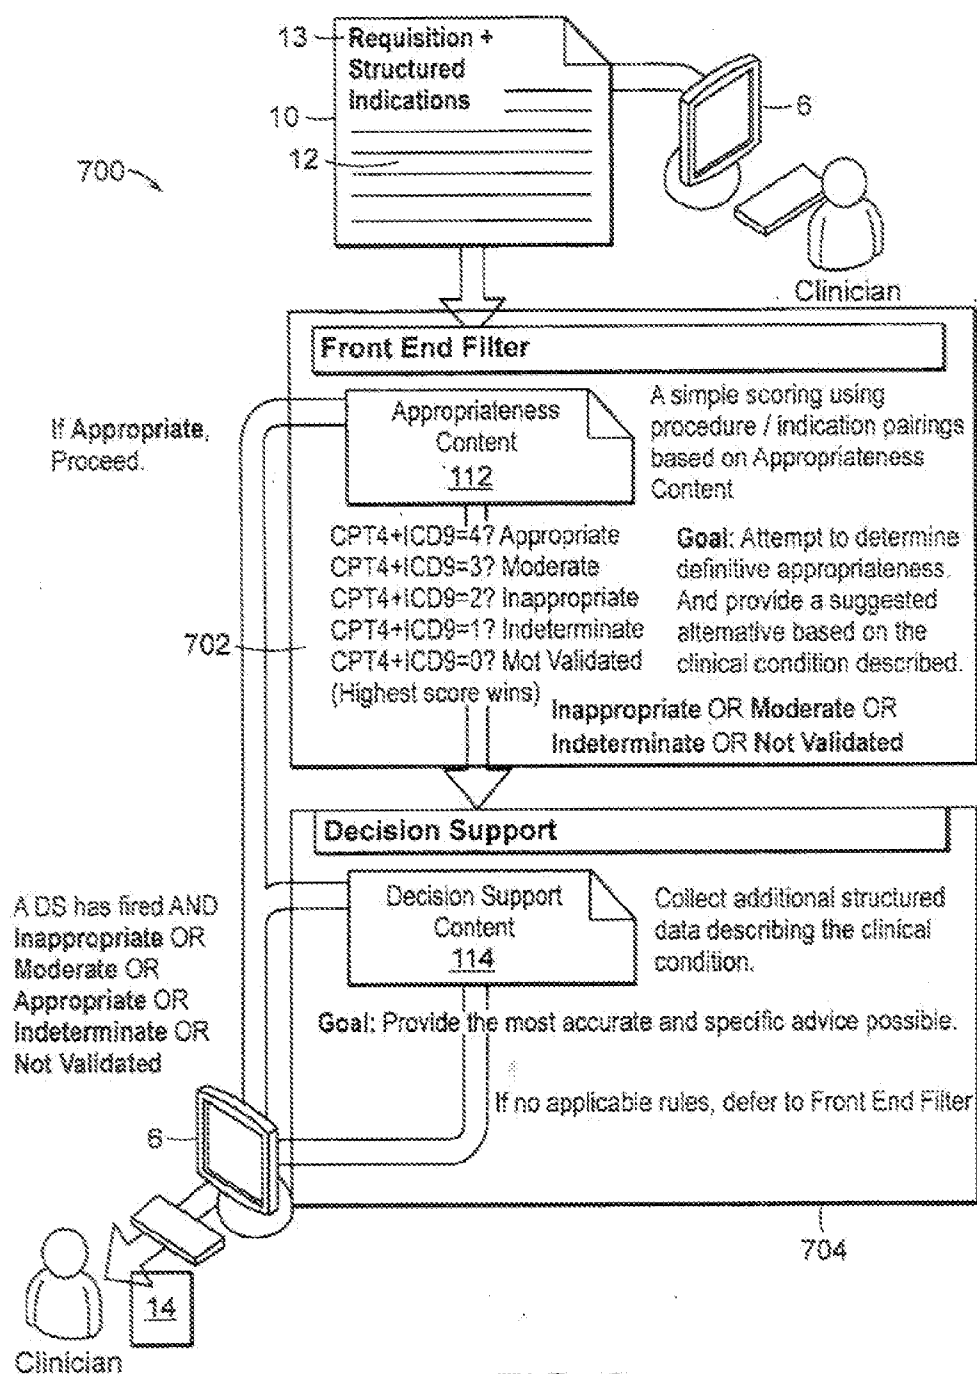 13
Requisition +
Structured
Indications
10
12
6
700
Clinician
Front End Filter
If Appropriate,
Proceed.
Appropriateness
Content
112
A simple scoring using
procedure / indication pairings
based on Appropriateness
Content
CPT4+ICD9=4? Appropriate
CPT4+ICD9=3? Moderate
CPT4+ICD9=2? Inappropriate
CPT4+ICD9=1? Indeterminate
CPT4+ICD9=0? Mot Validated
(Highest score wins)
Goal: Attempt to determine
definitive appropriateness.
And provide a suggested
alternative based on the
clinical condition described.
702
Inappropriate OR Moderate OR
Indeterminate OR Not Validated
Decision Support
Decision Support
Content
114
Collect additional structured
data describing the clinical
condition.
A DS has fired AND
Inappropriate OR
Moderate OR
Appropriate OR
Indeterminate OR
Not Validated
Goal: Provide the most accurate and specific advice possible.
If no applicable rules, defer to Front End Filter
6
704
14
Clinician